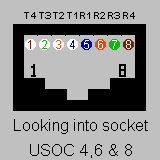 T4 T3 T2 T1 R1 R2 R3 R4
1 2 3 4 5 6 7 8
1 8
Looking into socket
USOC 4,6 & 8